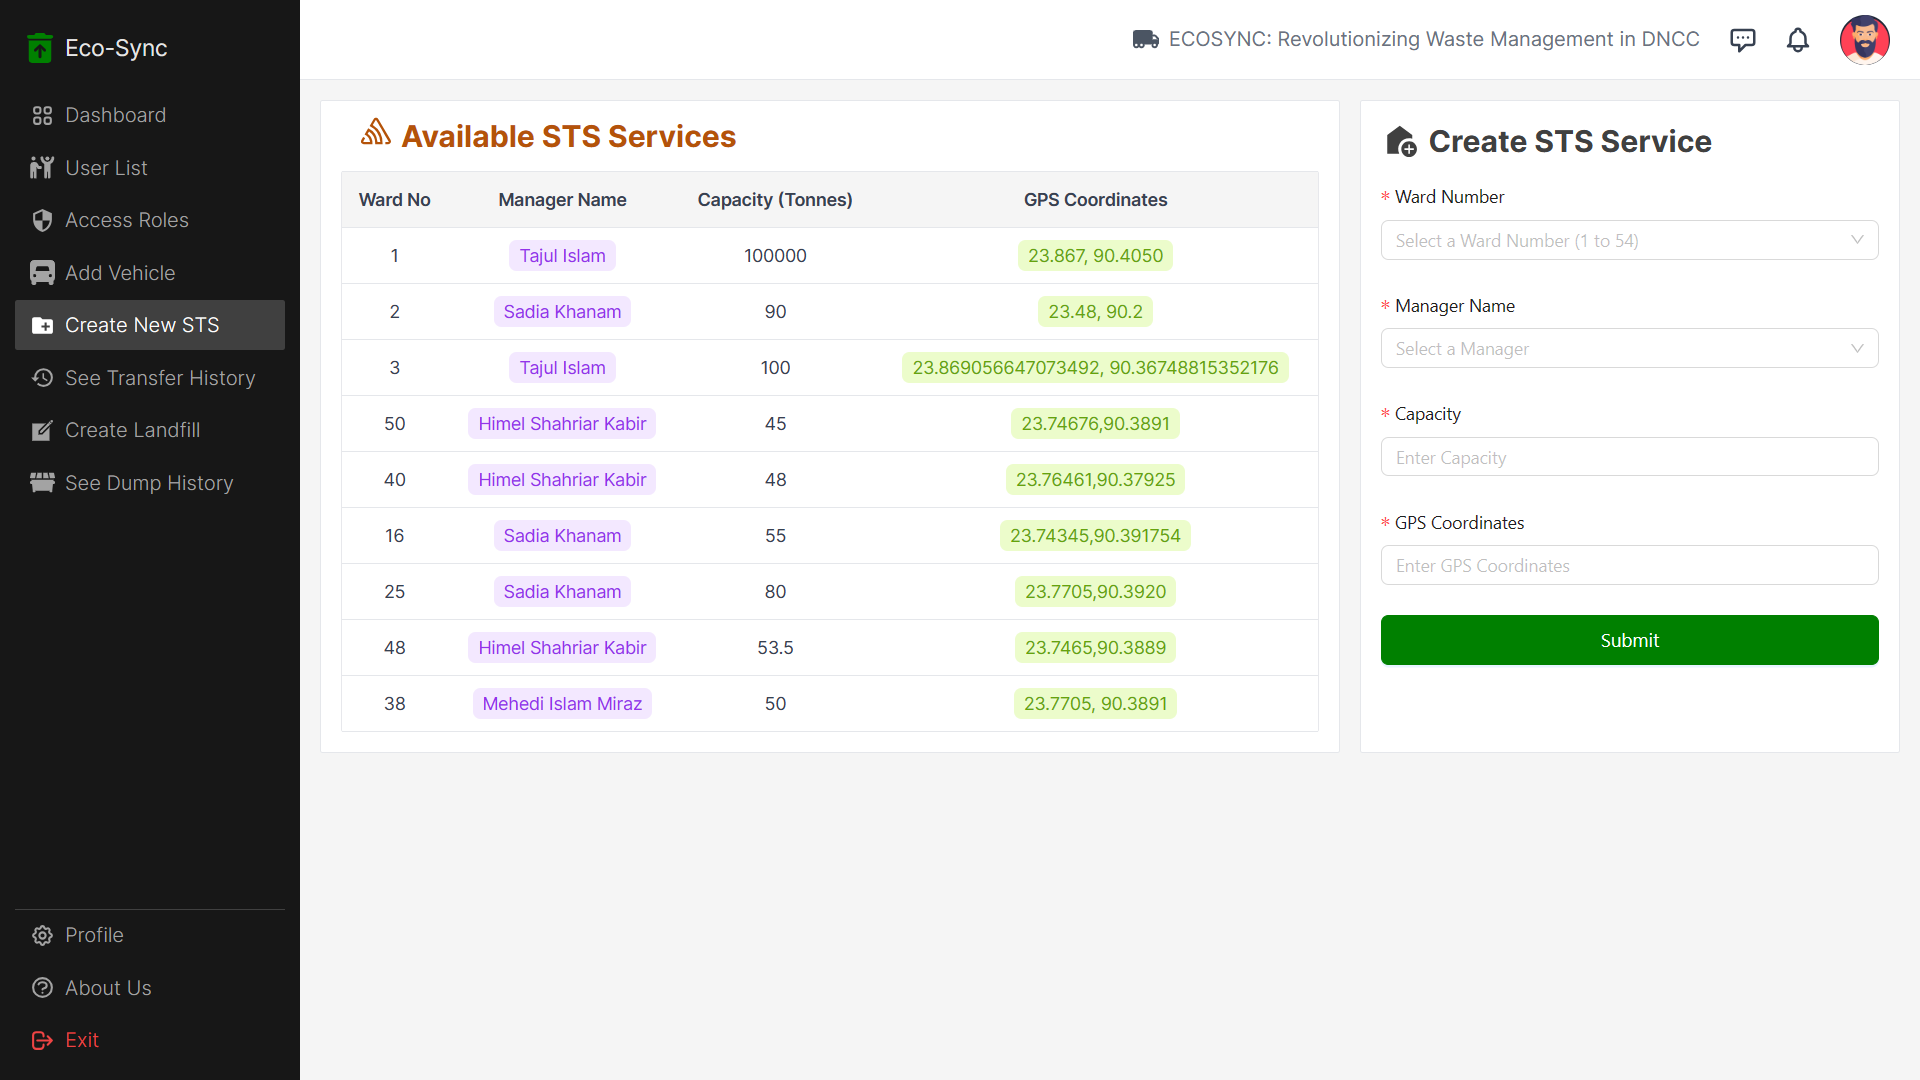 Eco-Sync
Dashboard
User List
Access Roles
Add Vehicle
Create New STS
See Transfer History
Create Landfill
See Dump History
Profile
About Us
Exit
ECOSYNC: Revolutionizing Waste Management in DNCC
Available STS Services
Ward No Manager Name Capacity (Tonnes) GPS Coordinates
1 Tajul Islam 100000 23.867, 90.4050
2 Sadia Khanam 90 23.48, 90.2
3 Tajul Islam 100 23.869056647073492, 90.36748815352176
50 Himel Shahriar Kabir 45 23.74676,90.3891
40 Himel Shahriar Kabir 48 23.76461,90.37925
16 Sadia Khanam 55 23.74345,90.391754
25 Sadia Khanam 80 23.7705,90.3920
48 Himel Shahriar Kabir 53.5 23.7465,90.3889
38 Mehedi Islam Miraz 50 23.7705, 90.3891
Create STS Service
* Ward Number
Select a Ward Number (1 to 54)
* Manager Name
Select a Manager
* Capacity
Enter Capacity
* GPS Coordinates
Enter GPS Coordinates
Submit